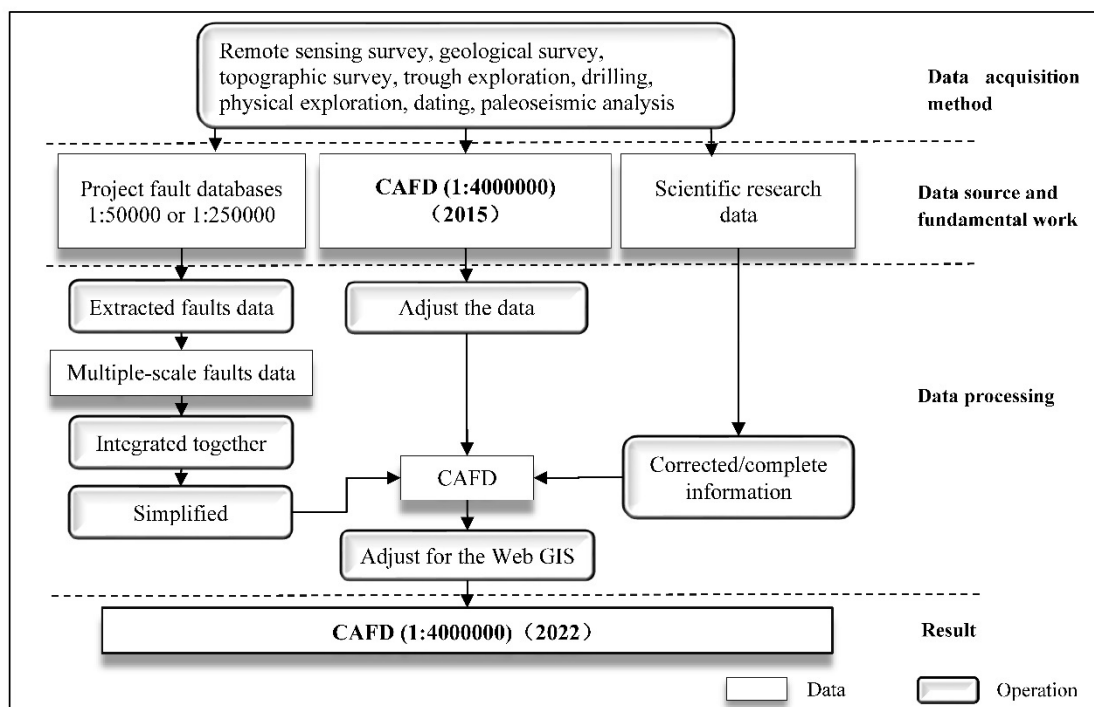 Remote sensing survey, geological survey,
topographic survey, trough exploration, drilling,
physical exploration, dating, paleoseismic analysis
Data acquisition
method
Project fault databases
1:50000 or 1:250000
CAFD (1:4000000)
（2015）
Scientific research
data
Data source and
fundamental work
Extracted faults data
Adjust the data
Multiple-scale faults data
Data processing
Integrated together
Corrected/complete
information
CAFD
Simplified
Adjust for the Web GIS
CAFD (1:4000000)（2022）
Result
Data
Operation